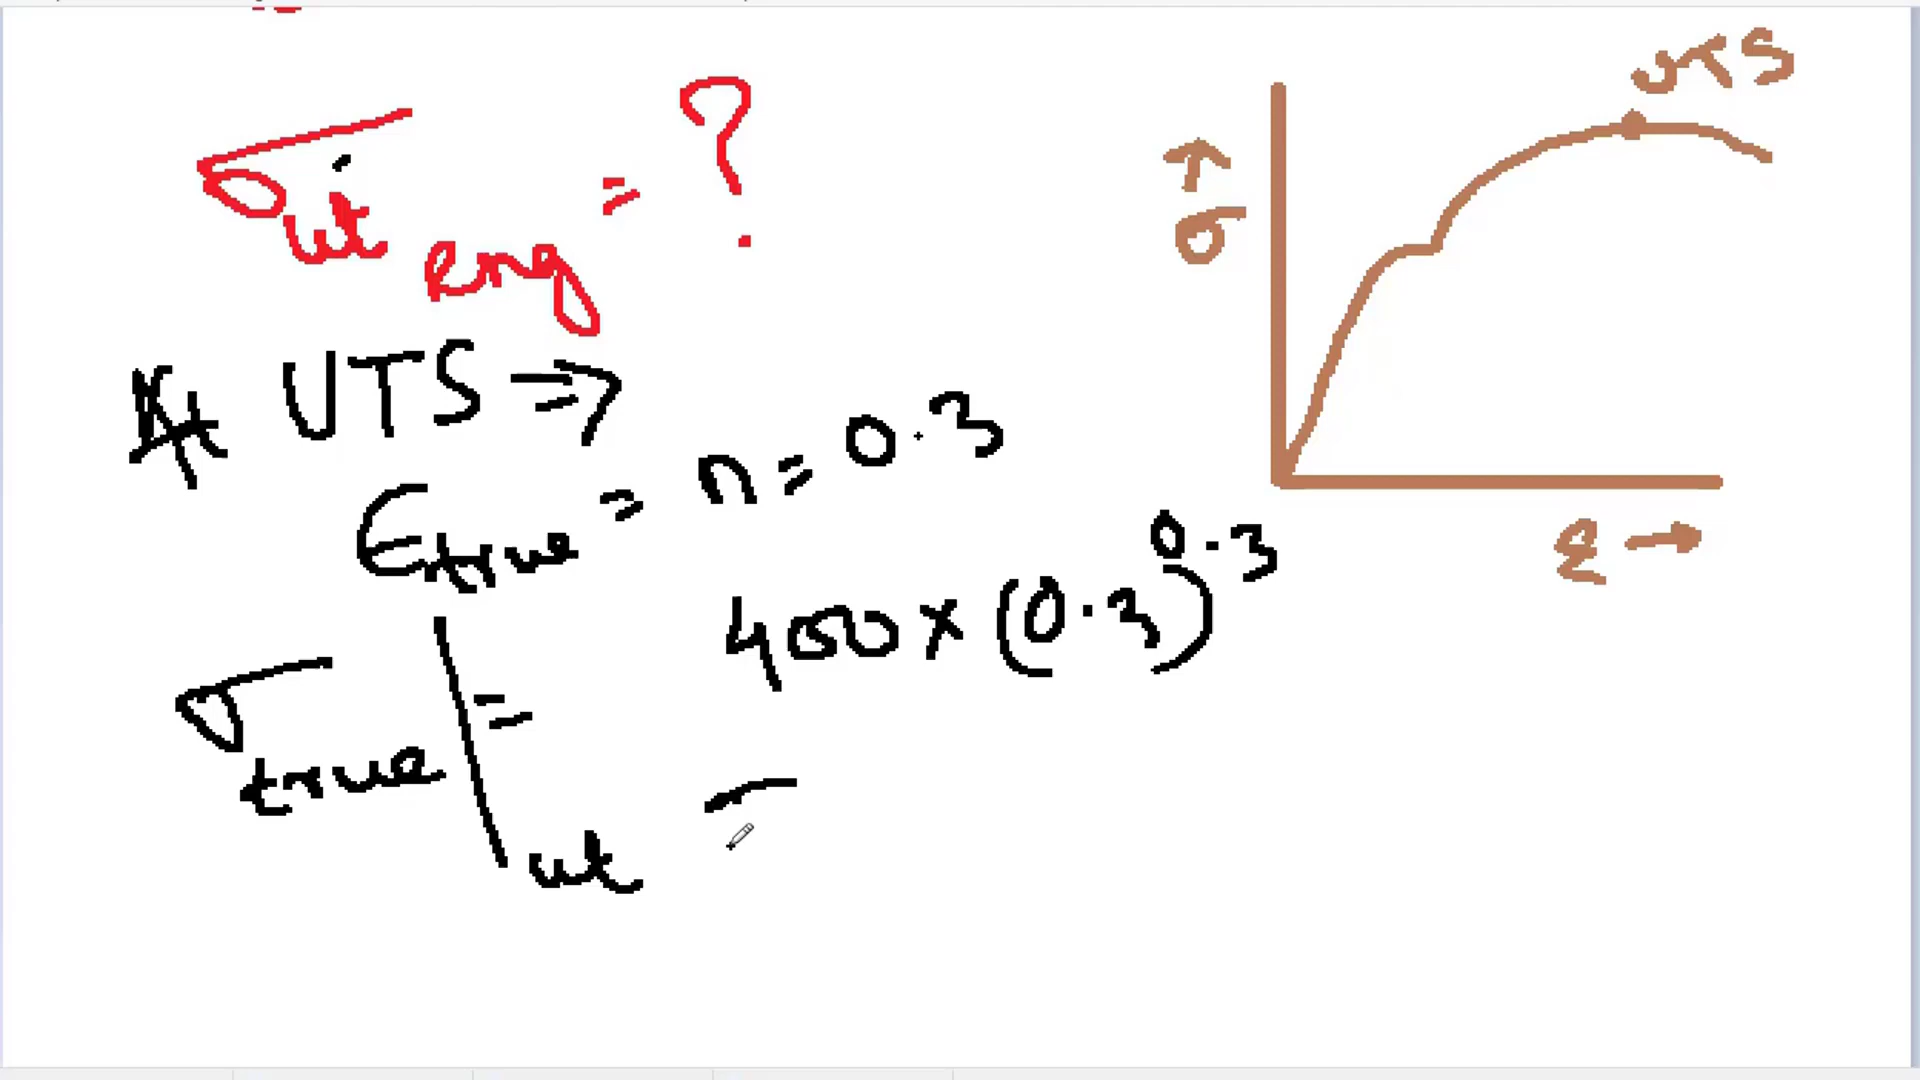 σut eng = ?
UTS
σ →
At UTS ⇒
Ɛ →
ϵtrue = n = 0.3
σtrue | ut = 400 × (0.3)^0.3